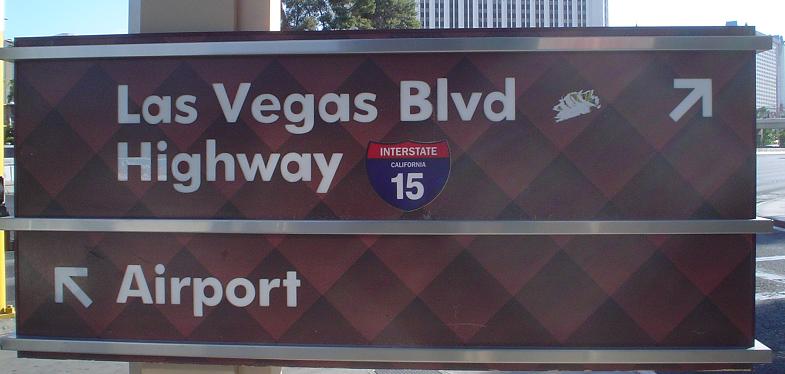 Las Vegas Blvd
Highway
INTERSTATE
CALIFORNIA
15
Airport